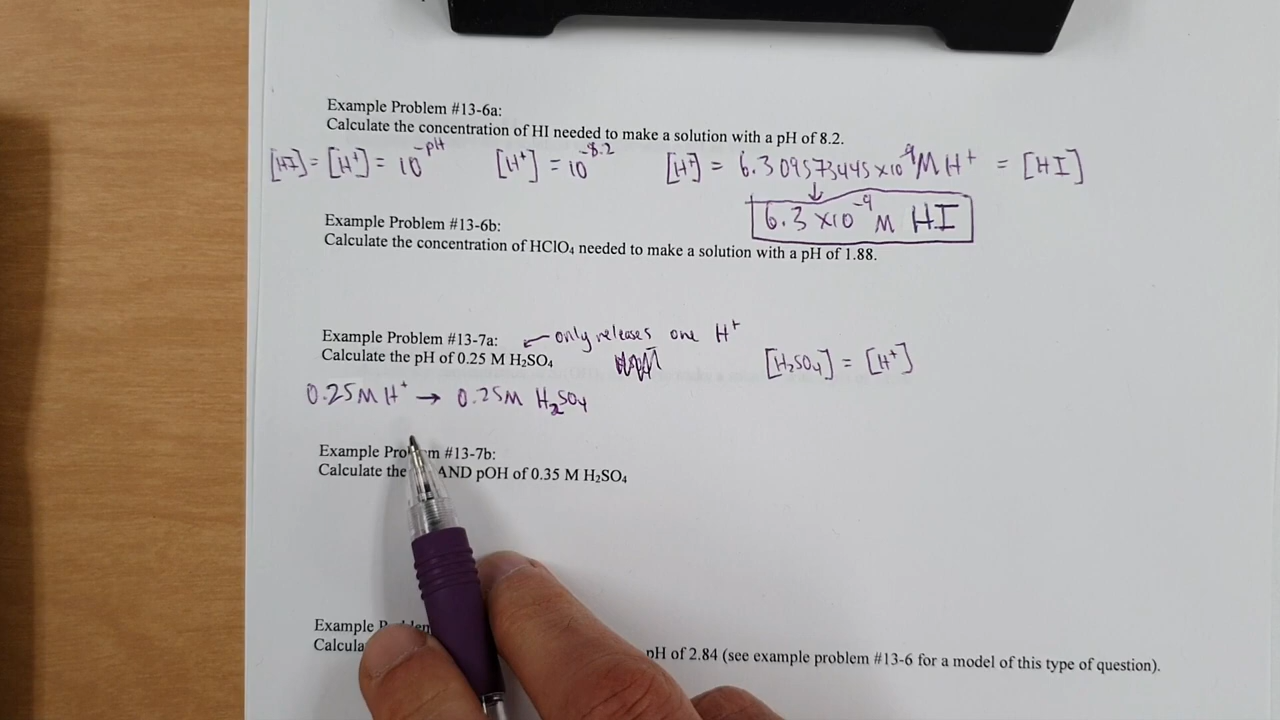 Example Problem #13-6a:
Calculate the concentration of HI needed to make a solution with a pH of 8.2.
[HI] = [H⁺] = 10⁻ᵖᴴ [H⁺] = 10⁻⁸·² [H⁺] = 6.309573445 x10⁻⁹ M H⁺ = [HI]
↓
6.3 x10⁻⁹ M HI
Example Problem #13-6b:
Calculate the concentration of HClO₄ needed to make a solution with a pH of 1.88.
Example Problem #13-7a: ← only releases one H⁺
Calculate the pH of 0.25 M H₂SO₄ [H₂SO₄] = [H⁺]
0.25M H⁺ → 0.25M H₂SO₄
Example Problem #13-7b:
Calculate the AND pOH of 0.35 M H₂SO₄
Example
pH of 2.84 (see example problem #13-6 for a model of this type of question).